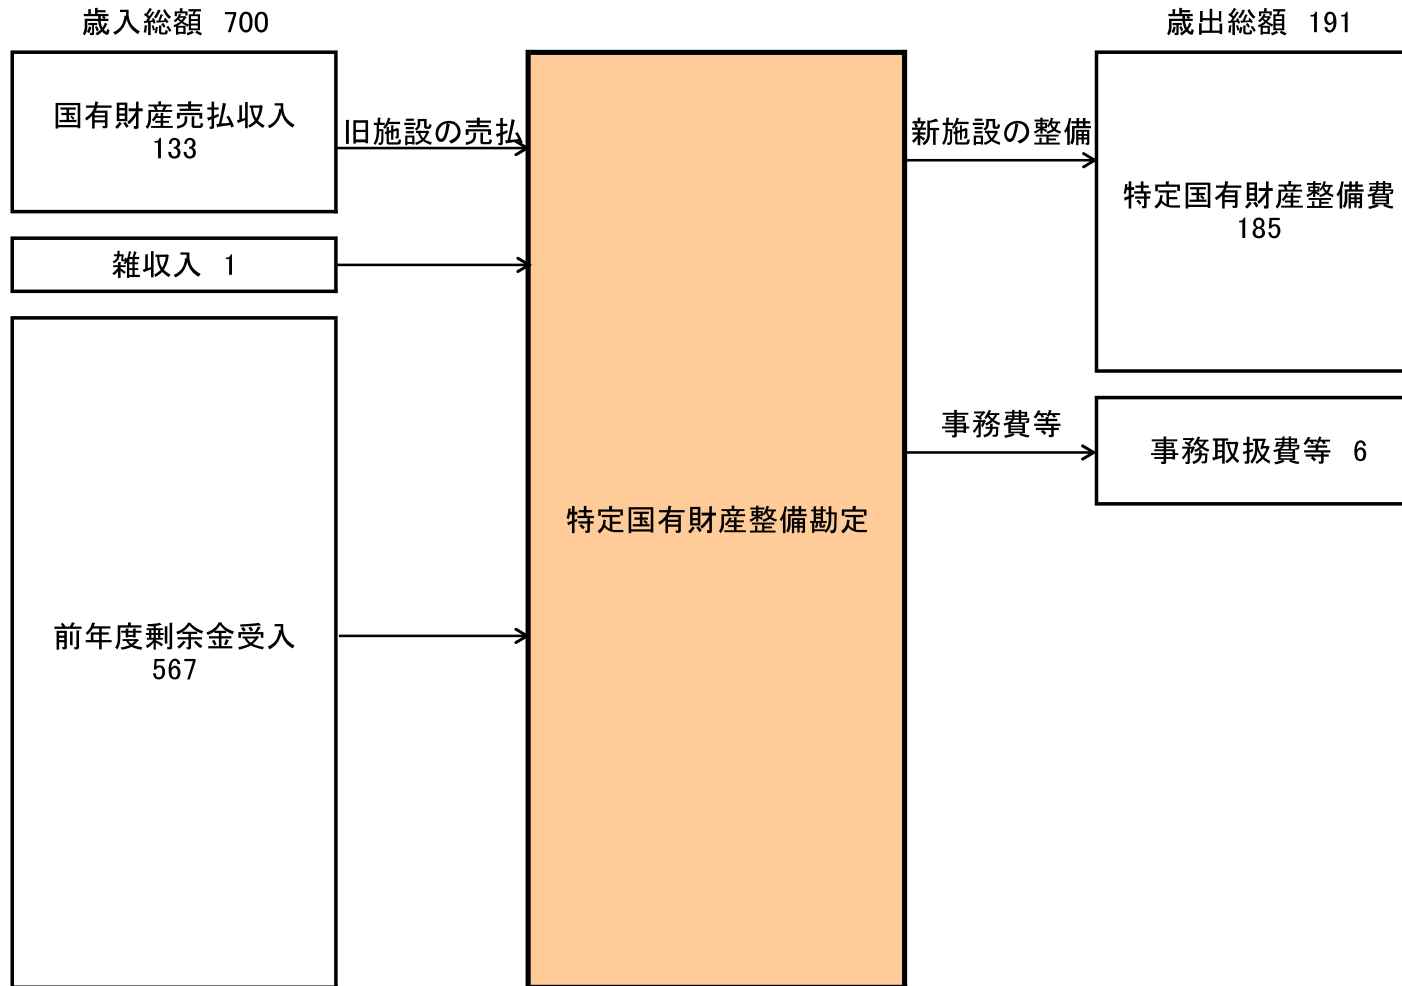 歳入総額 700
歳出総額 191
国有財産売払収入
133
旧施設の売払
新施設の整備
特定国有財産整備費
185
雑収入 1
事務費等
事務取扱費等 6
特定国有財産整備勘定
前年度剰余金受入
567